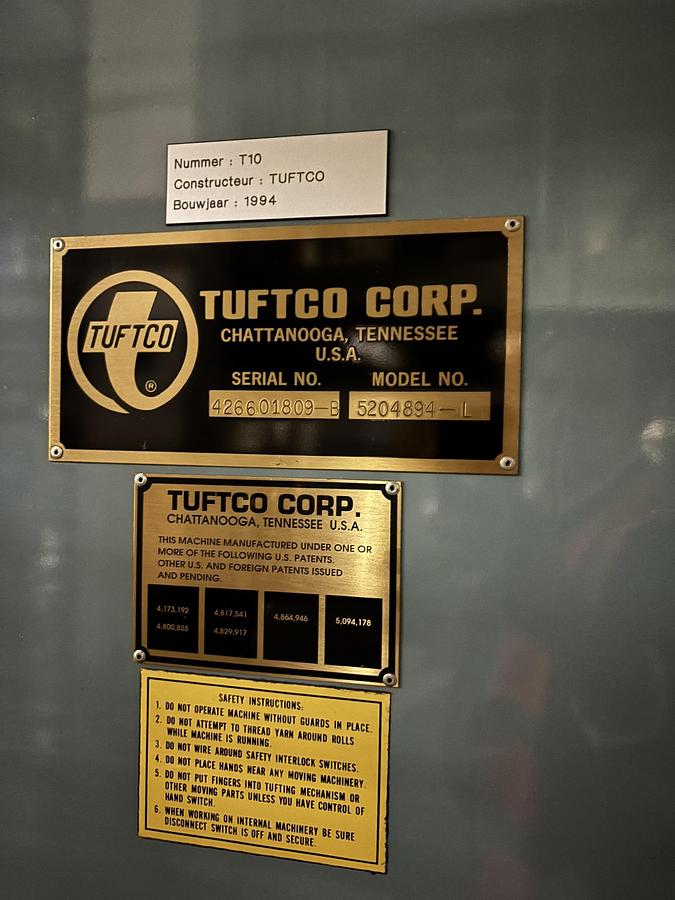 Nummer : T10
Constructeur : TUFTCO
Bouwjaar : 1994
TUFTCO
®
TUFTCO CORP.
CHATTANOOGA, TENNESSEE
U.S.A.
SERIAL NO. MODEL NO.
426601809-B 5204894-L
TUFTCO CORP.
CHATTANOOGA, TENNESSEE U.S.A.
THIS MACHINE MANUFACTURED UNDER ONE OR
MORE OF THE FOLLOWING U.S. PATENTS.
OTHER U.S. AND FOREIGN PATENTS ISSUED
AND PENDING.
4,173,192 4,817,541 4,864,946 5,094,178
4,800,828 4,829,917
SAFETY INSTRUCTIONS:
1. DO NOT OPERATE MACHINE WITHOUT GUARDS IN PLACE.
2. DO NOT ATTEMPT TO THREAD YARN AROUND ROLLS
WHILE MACHINE IS RUNNING.
3. DO NOT WIRE AROUND SAFETY INTERLOCK SWITCHES.
4. DO NOT PLACE HANDS NEAR ANY MOVING MACHINERY.
5. DO NOT PUT FINGERS INTO TUFTING MECHANISM OR
OTHER MOVING PARTS UNLESS YOU HAVE CONTROL OF
HAND SWITCH.
6. WHEN WORKING ON INTERNAL MACHINERY BE SURE
DISCONNECT SWITCH IS OFF AND SECURE.